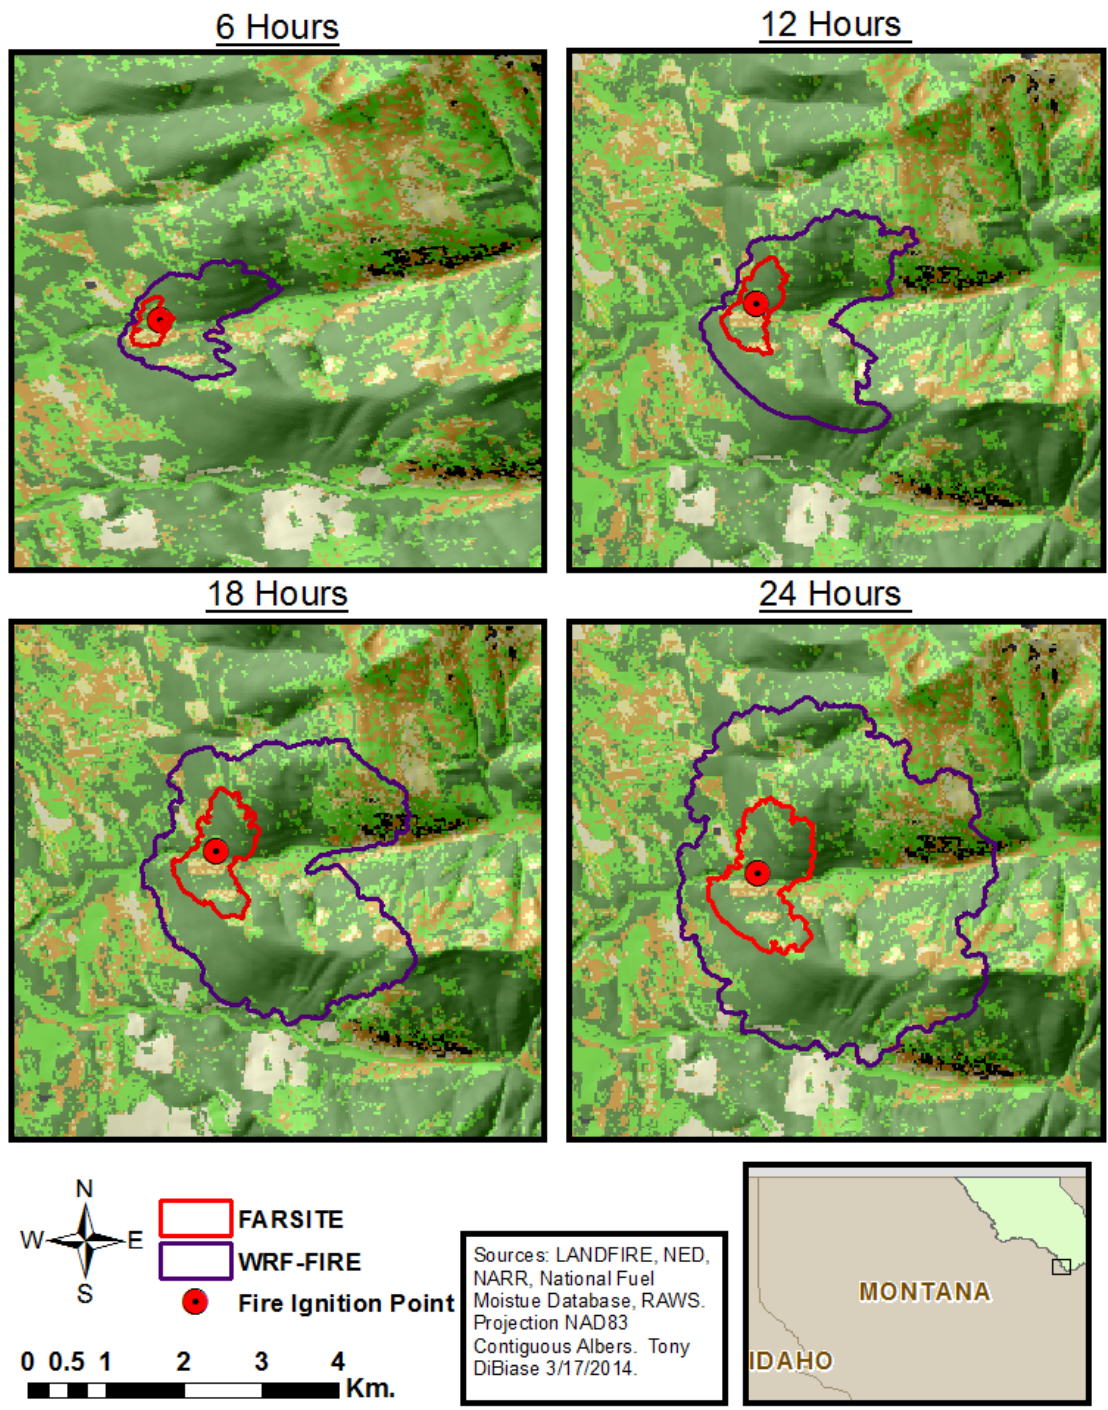 6 Hours
12 Hours
18 Hours
24 Hours
N
W E
S
FARSITE
WRF-FIRE
Fire Ignition Point
0 0.5 1 2 3 4
Km.
Sources: LANDFIRE, NED,
NARR, National Fuel
Moistue Database, RAWS.
Projection NAD83
Contiguous Albers. Tony
DiBiase 3/17/2014.
MONTANA
IDAHO